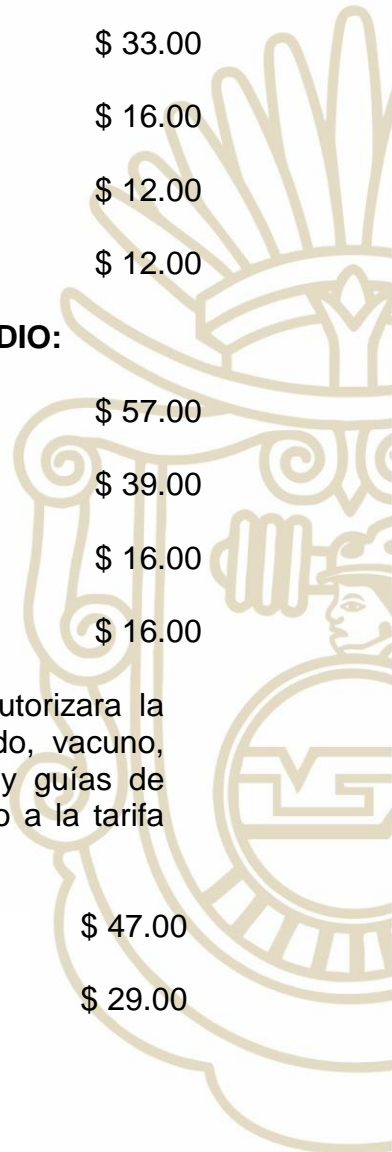 $ 33.00
$ 16.00
$ 12.00
$ 12.00
DIO:
$ 57.00
$ 39.00
$ 16.00
$ 16.00
utorizara la
do, vacuno,
y guías de
o a la tarifa
$ 47.00
$ 29.00